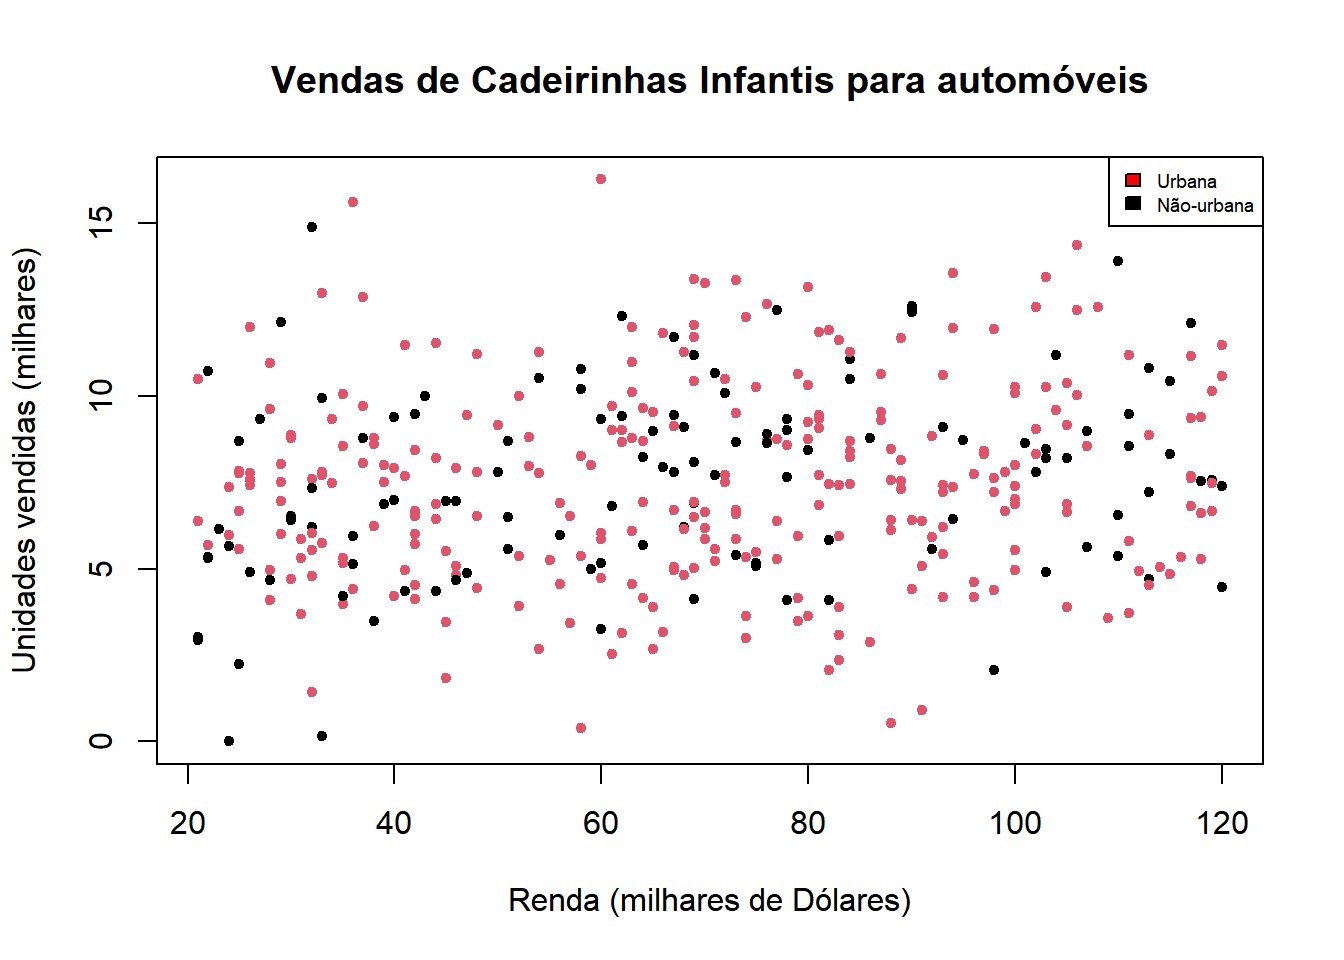 Vendas de Cadeirinhas Infantis para automóveis
Urbana
Não-urbana
Unidades vendidas (milhares)
15
10
5
0
20 40 60 80 100 120
Renda (milhares de Dólares)